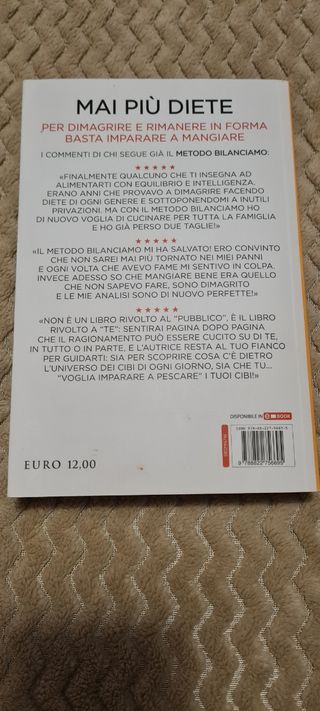 MAI PIÙ DIETE
PER DIMAGRIRE E RIMANERE IN FORMA
BASTA IMPARARE A MANGIARE
I COMMENTI DI CHI SEGUE GIÀ IL METODO BILANCIAMO:
★★★★★
«FINALMENTE QUALCUNO CHE TI INSEGNA AD
ALIMENTARTI CON EQUILIBRIO E INTELLIGENZA.
ERANO ANNI CHE PROVAVO A DIMAGRIRE FACENDO
DIETE DI OGNI GENERE E SOTTOPONENDOMI A INUTILI
PRIVAZIONI. MA CON IL METODO BILANCIAMO HO
DI NUOVO VOGLIA DI CUCINARE PER TUTTA LA FAMIGLIA
E HO GIÀ PERSO DUE TAGLIE!»
★★★★★
«IL METODO BILANCIAMO MI HA SALVATO! ERO CONVINTO
CHE NON SAREI MAI PIÙ TORNATO NEI MIEI PANNI
E OGNI VOLTA CHE AVEVO FAME MI SENTIVO IN COLPA.
INVECE ADESSO SO CHE MANGIARE BENE ERA QUELLO
CHE NON SAPEVO FARE, SONO DIMAGRITO
E LE MIE ANALISI SONO DI NUOVO PERFETTE!»
★★★★★
«NON È UN LIBRO RIVOLTO AL "PUBBLICO", È IL LIBRO
RIVOLTO A "TE": SENTIRAI PAGINA DOPO PAGINA
CHE IL RAGIONAMENTO PUÒ ESSERE CUCITO SU DI TE,
IN TUTTO O IN PARTE. E L'AUTRICE RESTA AL TUO FIANCO
PER GUIDARTI: SIA PER SCOPRIRE COSA C'È DIETRO
L'UNIVERSO DEI CIBI DI OGNI GIORNO, SIA CHE TU...
"VOGLIA IMPARARE A PESCARE" I TUOI CIBI!»
DISPONIBILE IN E-BOOK
EURO 12,00
9 788822 756695